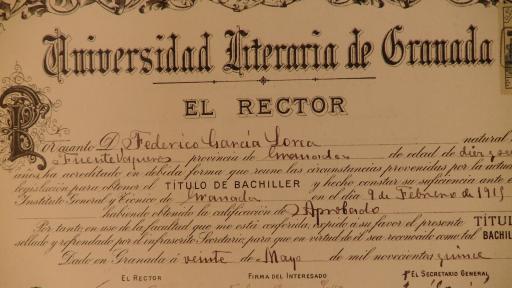 Universidad Literaria de Granada
EL RECTOR
Por cuanto D. Federico García Lorca natural
Fuentevaqueros provincia de Granada de edad de diez y
años ha acreditado en debida forma que reune las circunstancias prevenidas por la actual
legislación para obtener el TÍTULO DE BACHILLER y hecho constar su suficiencia ante el
Instituto General y Técnico de Granada en el día 9 de Febrero de 1915
habiendo obtenido la calificación de Aprobado
Por tanto, en uso de la facultad que me está conferida, expido a su favor el presente TÍTUL
sellado y refrendado por el infrascrito Secretario para que en virtud de él sea reconocido como tal BACHIL
Dado en Granada á veinte de Mayo de mil novecientos quince
EL RECTOR FIRMA DEL INTERESADO EL SECRETARIO GENERAL